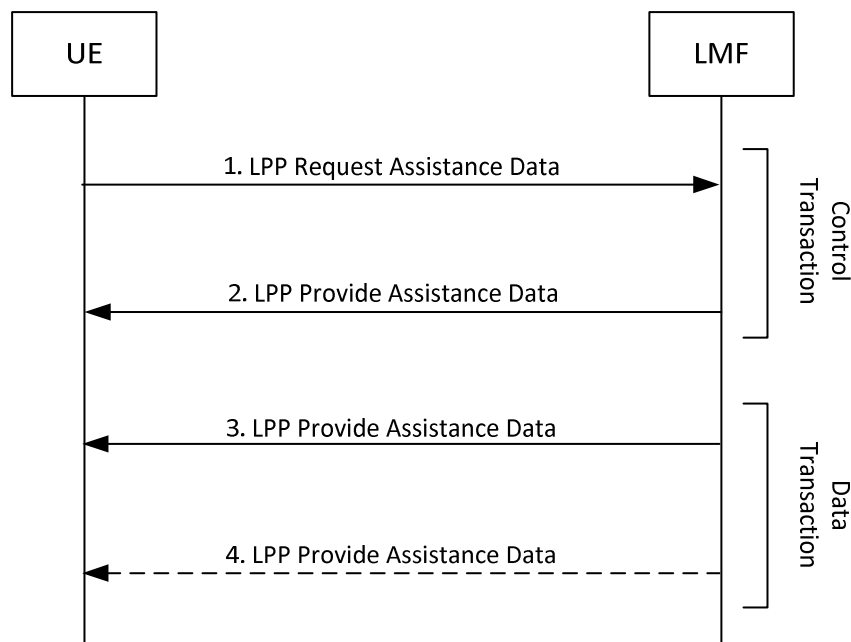 UE
LMF
1. LPP Request Assistance Data
Control
Transaction
2. LPP Provide Assistance Data
3. LPP Provide Assistance Data
Data
Transaction
4. LPP Provide Assistance Data